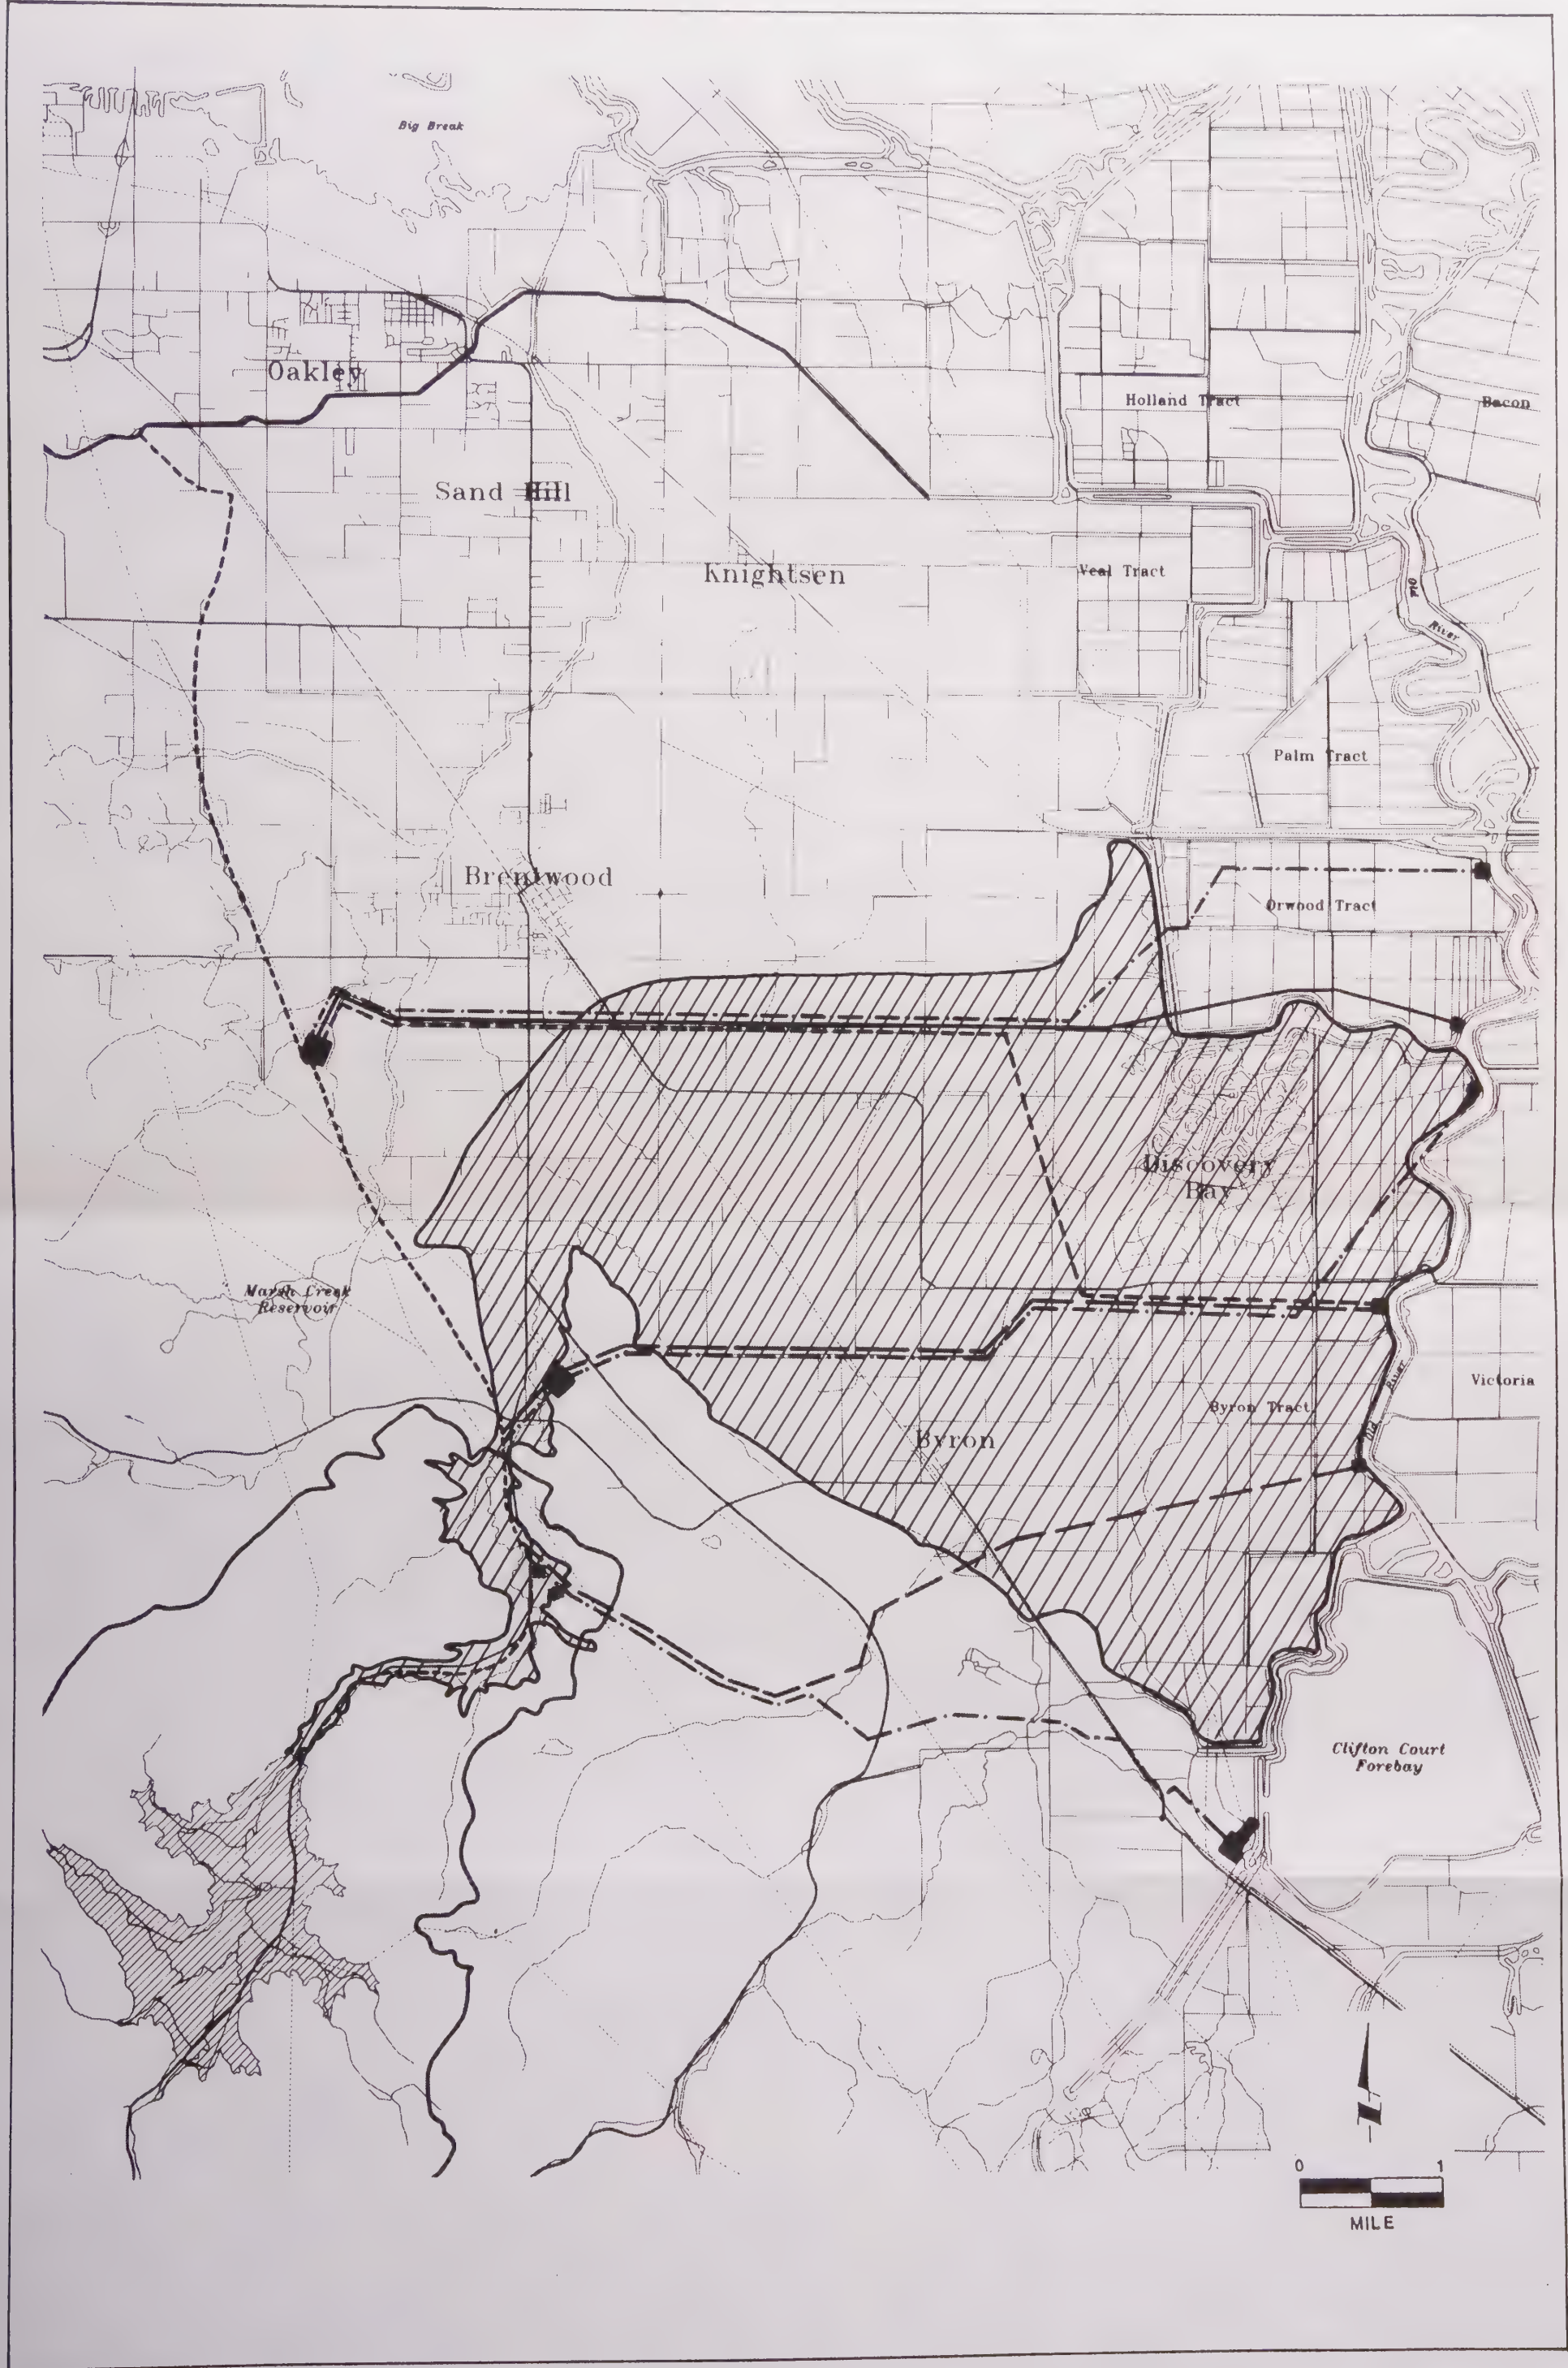 Big Break
Oakley
Holland Tract
Bacon
Sand Hill
Knightsen
Veal Tract
Old
River
Palm Tract
Brentwood
Orwood Tract
Discovery
Bay
Marsh Creek
Reservoir
Victoria
River
Byron Tract
Old
Byron
Clifton Court
Forebay
0 1
MILE